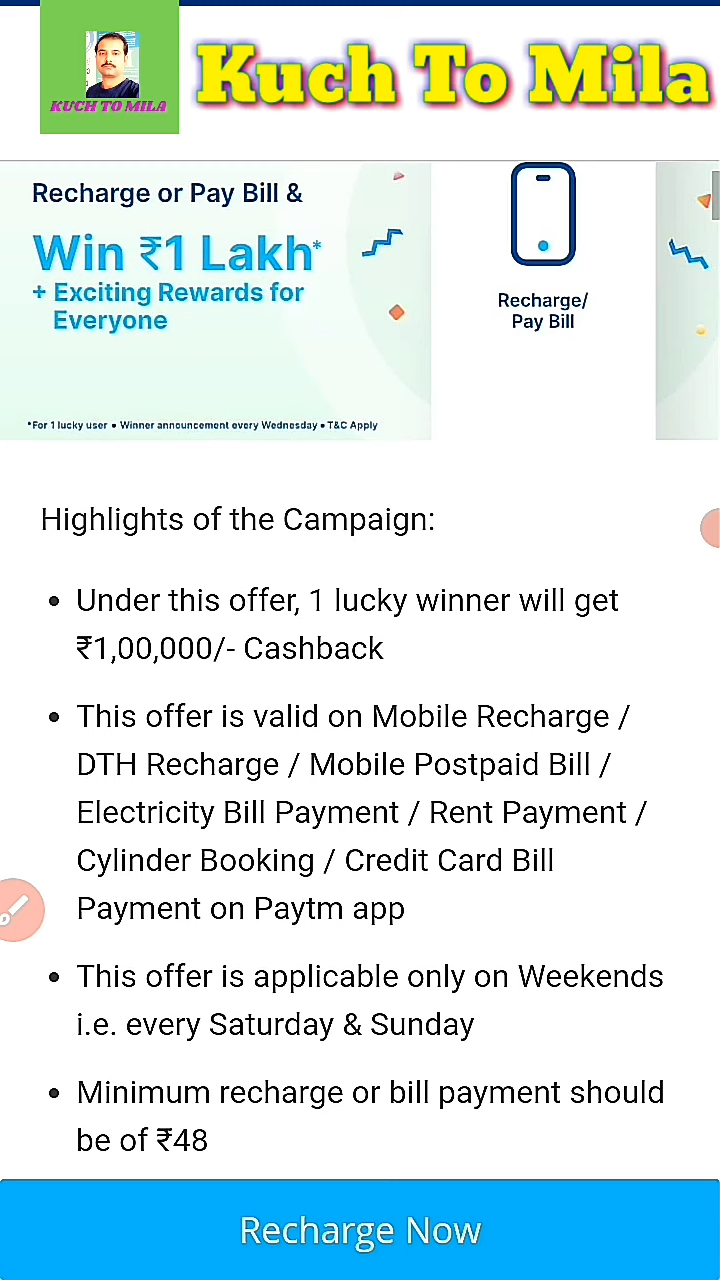 KUCH TO MILA
Kuch To Mila
Recharge or Pay Bill &
Win ₹1 Lakh*
+ Exciting Rewards for
Everyone
*For 1 lucky user • Winner announcement every Wednesday • T&C Apply
Recharge/
Pay Bill
Highlights of the Campaign:
• Under this offer, 1 lucky winner will get
₹1,00,000/- Cashback
• This offer is valid on Mobile Recharge /
DTH Recharge / Mobile Postpaid Bill /
Electricity Bill Payment / Rent Payment /
Cylinder Booking / Credit Card Bill
Payment on Paytm app
• This offer is applicable only on Weekends
i.e. every Saturday & Sunday
• Minimum recharge or bill payment should
be of ₹48
Recharge Now